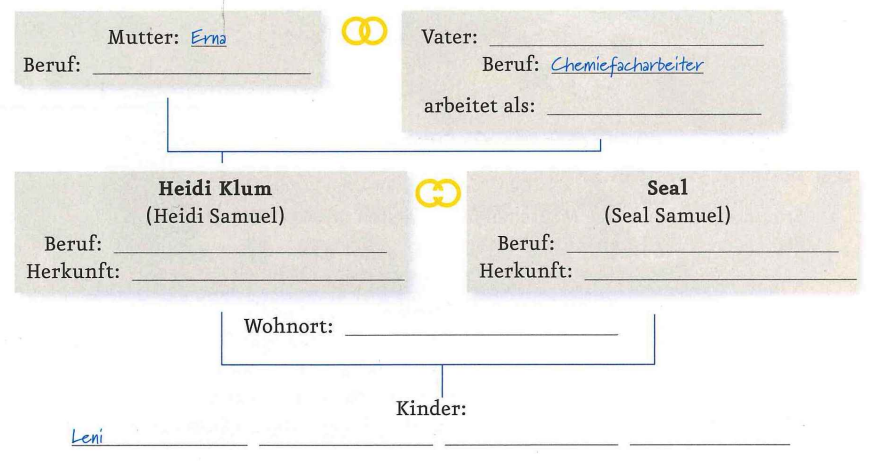 Mutter: Erna
Beruf:
Vater:
Beruf: Chemiefacharbeiter
arbeitet als:
Heidi Klum
(Heidi Samuel)
Beruf:
Herkunft:
Seal
(Seal Samuel)
Beruf:
Herkunft:
Wohnort:
Kinder:
Leni